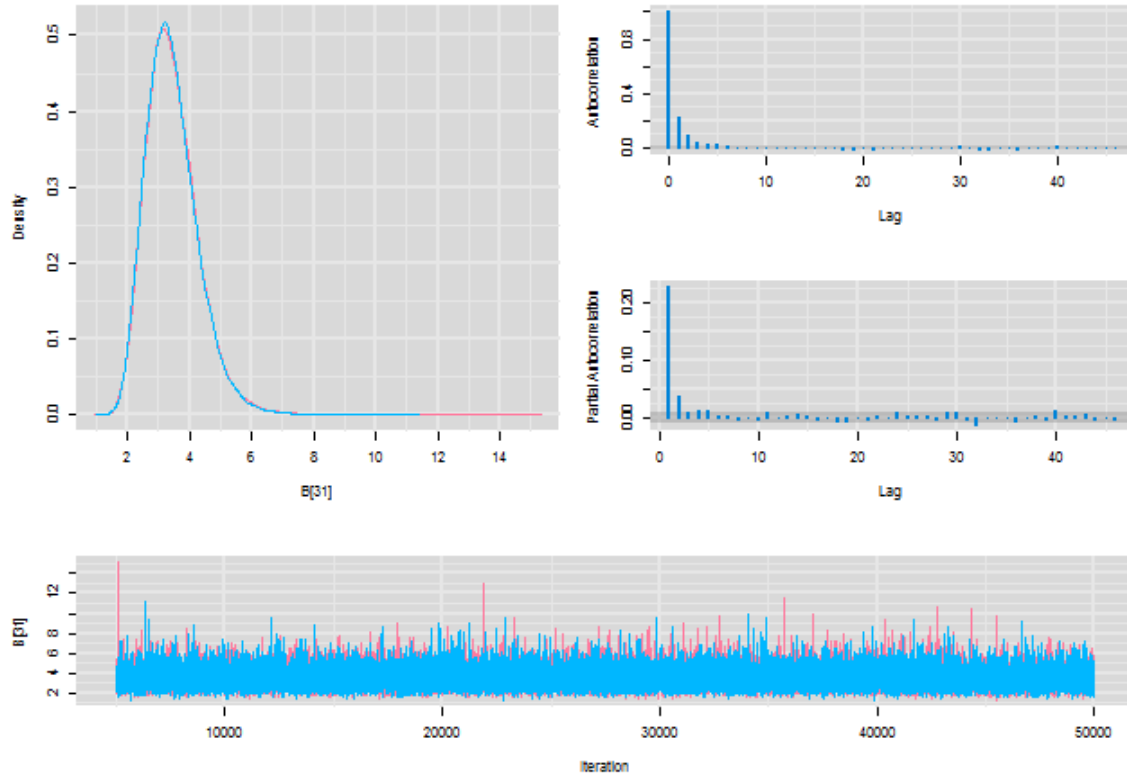 0.0 0.1 0.2 0.3 0.4 0.5
Density
2 4 6 8 10 12 14
B[31]
0.0 0.4 0.8
Autocorrelation
0 10 20 30 40
Lag
0.00 0.10 0.20
Partial Autocorrelation
0 10 20 30 40
Lag
2 4 6 8 12
B[31]
10000 20000 30000 40000 50000
Iteration